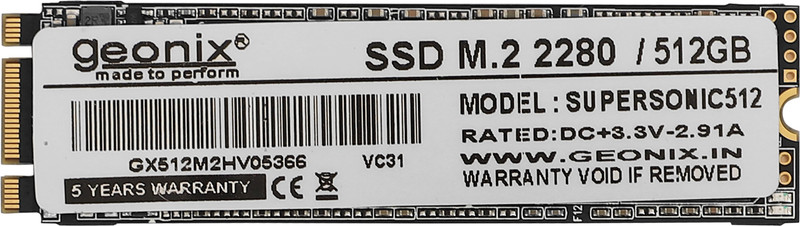 geonix®
made to perform
SSD M.2 2280 / 512GB
MODEL : SUPERSONIC512
RATED:DC+3.3V-2.91A
WWW.GEONIX.IN
WARRANTY VOID IF REMOVED
GX512M2HV05366 VC31
5 YEARS WARRANTY CE
F12